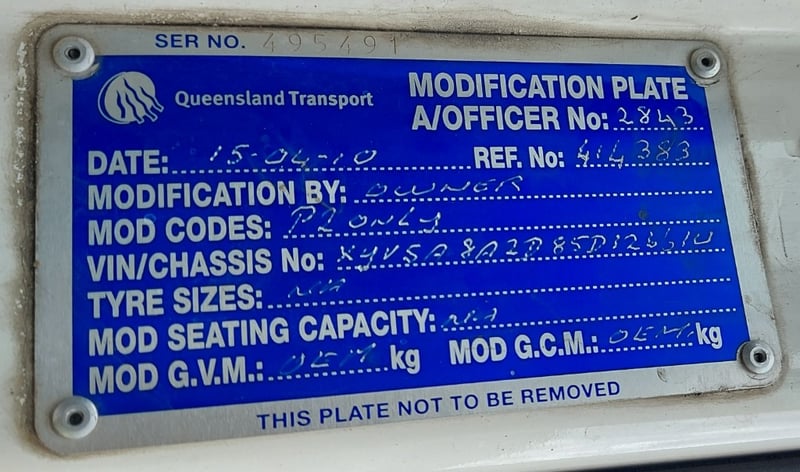 SER NO. 495491
Queensland Transport
MODIFICATION PLATE
A/OFFICER No: 2843
DATE: 15-04-10 REF. No: 414383
MODIFICATION BY: OWNER
MOD CODES: P2 ONLY
VIN/CHASSIS No:
TYRE SIZES: NA
MOD SEATING CAPACITY: NA
MOD G.V.M.: OEM kg MOD G.C.M.: OEM kg
THIS PLATE NOT TO BE REMOVED